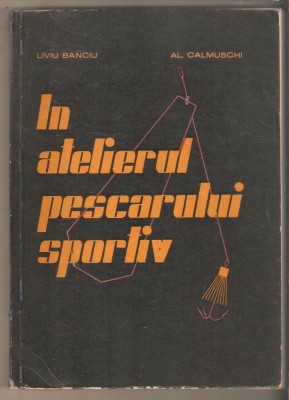 LIVIU BANCIU AL. CALMUSCHI
In
atelierul
pescarului
sportiv